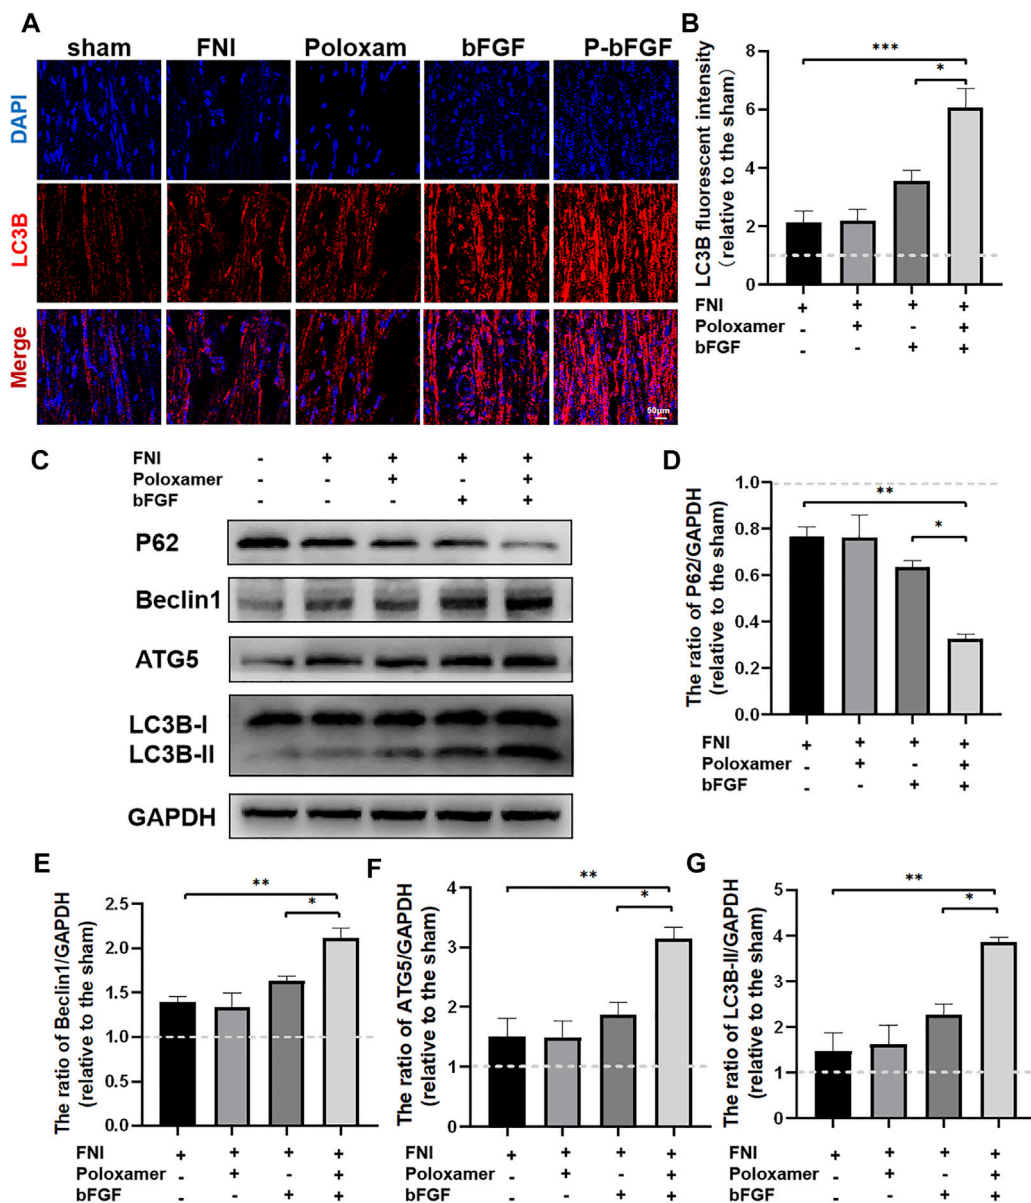 A
sham FNI Poloxam bFGF P-bFGF
DAPI
LC3B
Merge
50μm
B
LC3B fluorescent intensity
(relative to the sham)
8
6
4
2
0
***
*
FNI + + + +
Poloxamer - + - +
bFGF - - + +
C
FNI - + + + +
Poloxamer - - + - +
bFGF - - - + +
P62
Beclin1
ATG5
LC3B-I
LC3B-II
GAPDH
D
The ratio of P62/GAPDH
(relative to the sham)
1.0
0.8
0.6
0.4
0.2
0.0
**
*
FNI + + + +
Poloxamer - + - +
bFGF - - + +
E
The ratio of Beclin1/GAPDH
(relative to the sham)
2.5
2.0
1.5
1.0
0.5
0.0
**
*
FNI + + + +
Poloxamer - + - +
bFGF - - + +
F
The ratio of ATG5/GAPDH
(relative to the sham)
4
3
2
1
0
**
*
FNI + + + +
Poloxamer - + - +
bFGF - - + +
G
The ratio of LC3B-II/GAPDH
(relative to the sham)
5
4
3
2
1
0
**
*
FNI + + + +
Poloxamer - + - +
bFGF - - + +